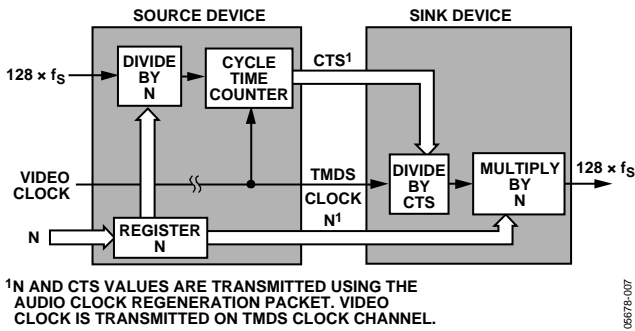 SOURCE DEVICE
SINK DEVICE
128 × fS
DIVIDE
BY
N
CYCLE
TIME
COUNTER
CTS1
VIDEO
CLOCK
TMDS
CLOCK
N1
DIVIDE
BY
CTS
MULTIPLY
BY
N
128 × fS
N
REGISTER
N
1N AND CTS VALUES ARE TRANSMITTED USING THE
AUDIO CLOCK REGENERATION PACKET. VIDEO
CLOCK IS TRANSMITTED ON TMDS CLOCK CHANNEL.
05678-007